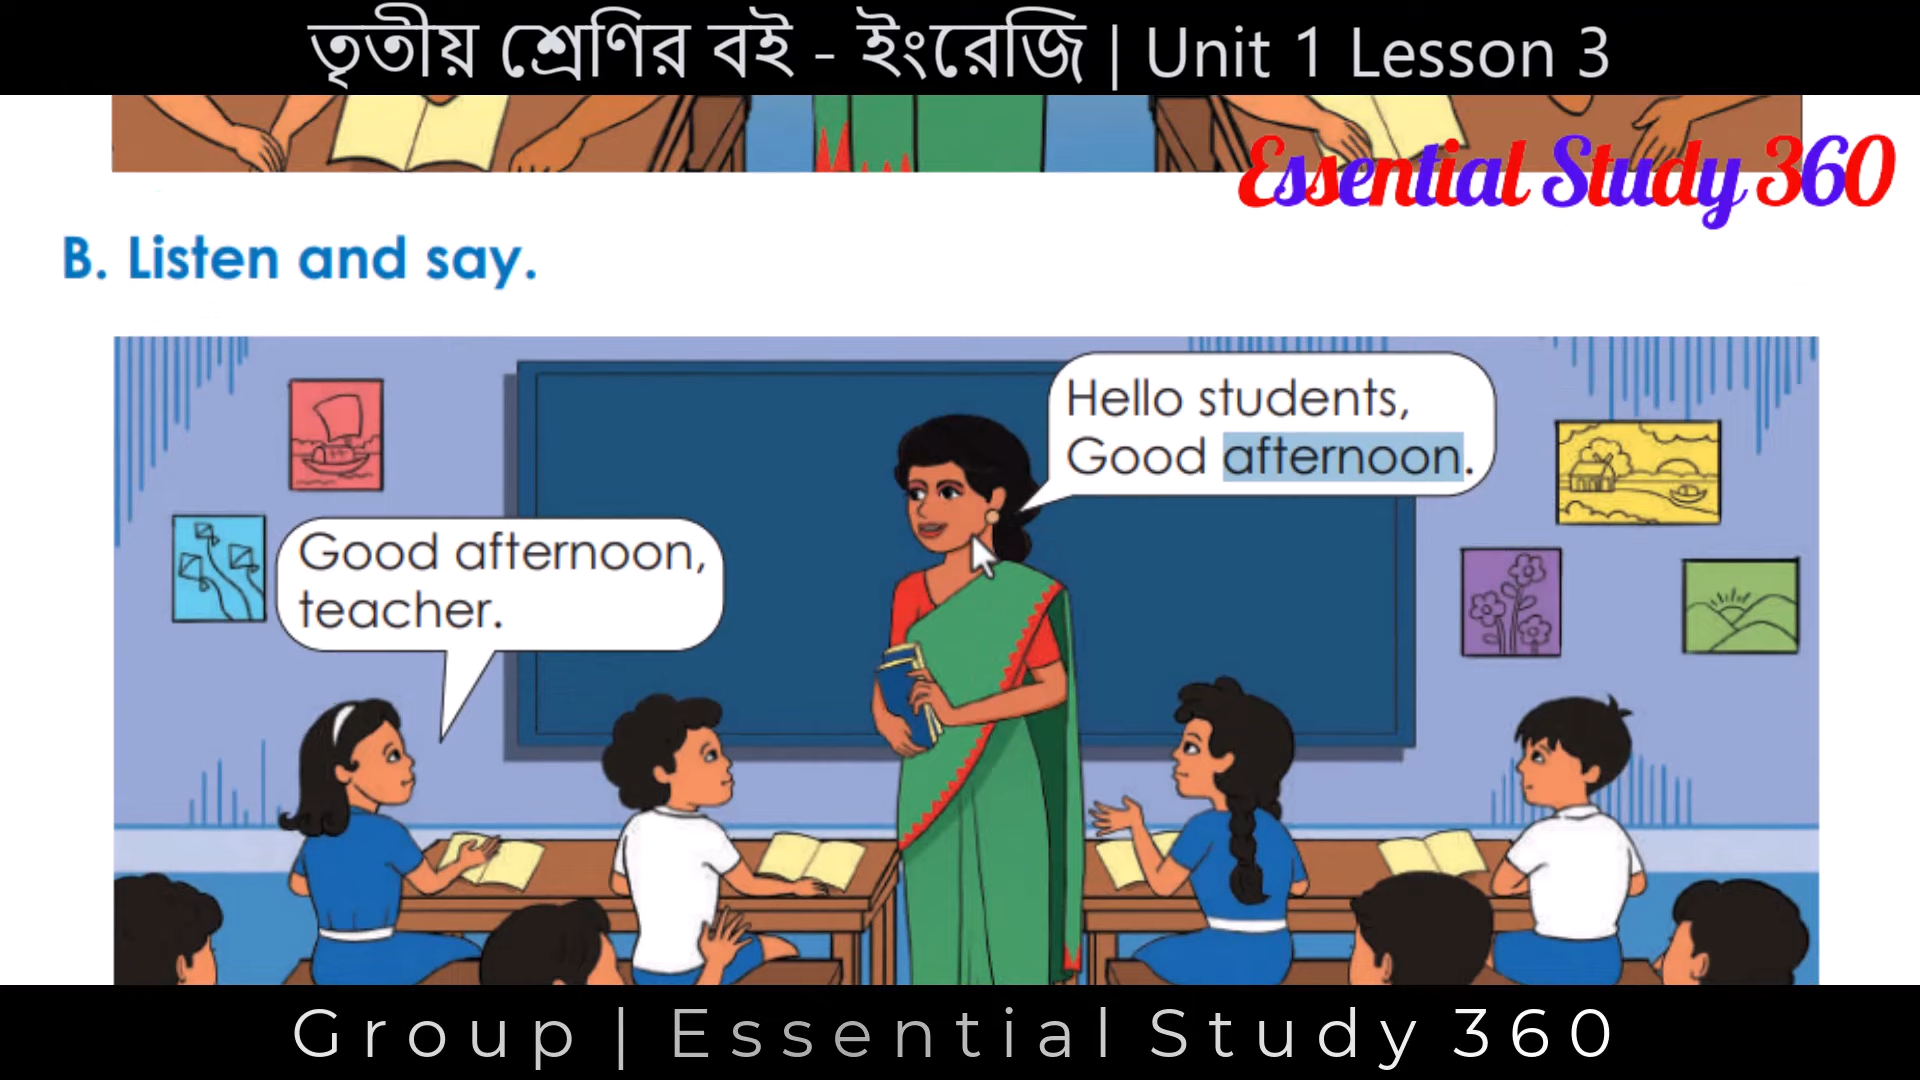 তৃতীয় শ্রেণির বই - ইংরেজি | Unit 1 Lesson 3
Essential Study 360
B. Listen and say.
Hello students,
Good afternoon.
Good afternoon,
teacher.
Group | Essential Study 360